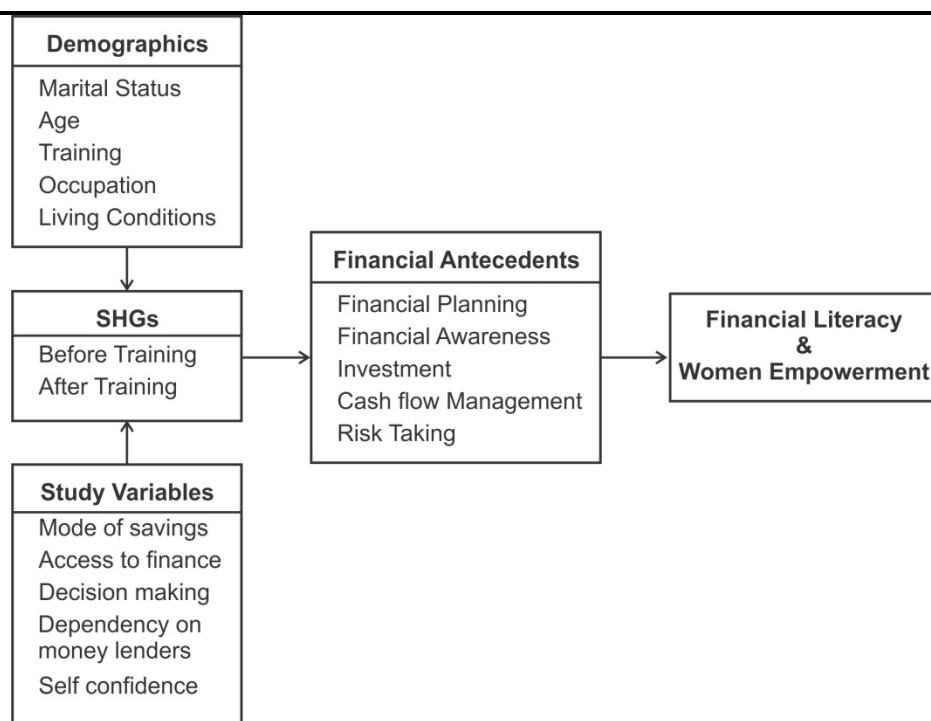 Demographics
Marital Status
Age
Training
Occupation
Living Conditions
SHGs
Before Training
After Training
Study Variables
Mode of savings
Access to finance
Decision making
Dependency on
money lenders
Self confidence
Financial Antecedents
Financial Planning
Financial Awareness
Investment
Cash flow Management
Risk Taking
Financial Literacy
&
Women Empowerment